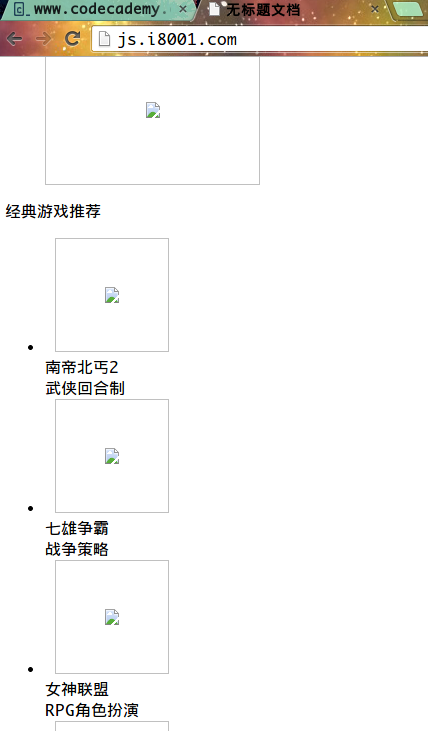 www.codecademy.
无标题文档
js.i8001.com
经典游戏推荐
南帝北丐2
武侠回合制
七雄争霸
战争策略
女神联盟
RPG角色扮演